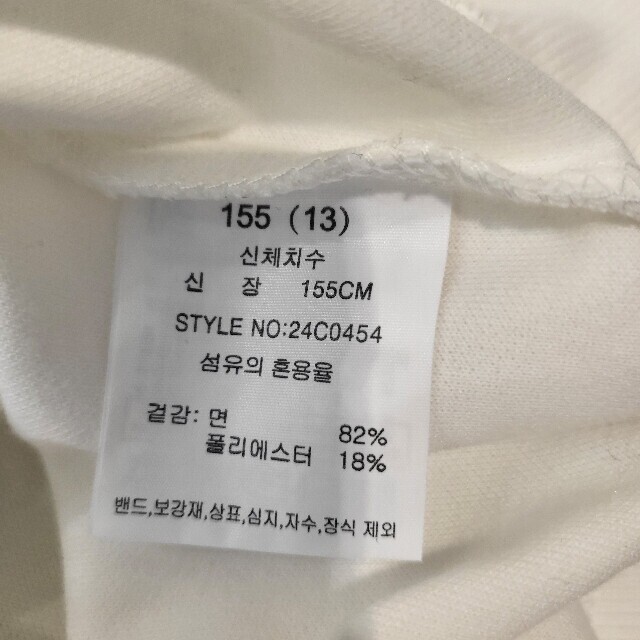 155 (13)
신체치수
신 장 155CM
STYLE NO:24C0454
섬유의 혼용율
겉감: 면 82%
폴리에스터 18%
밴드,보강재,상표,심지,자수,장식 제외